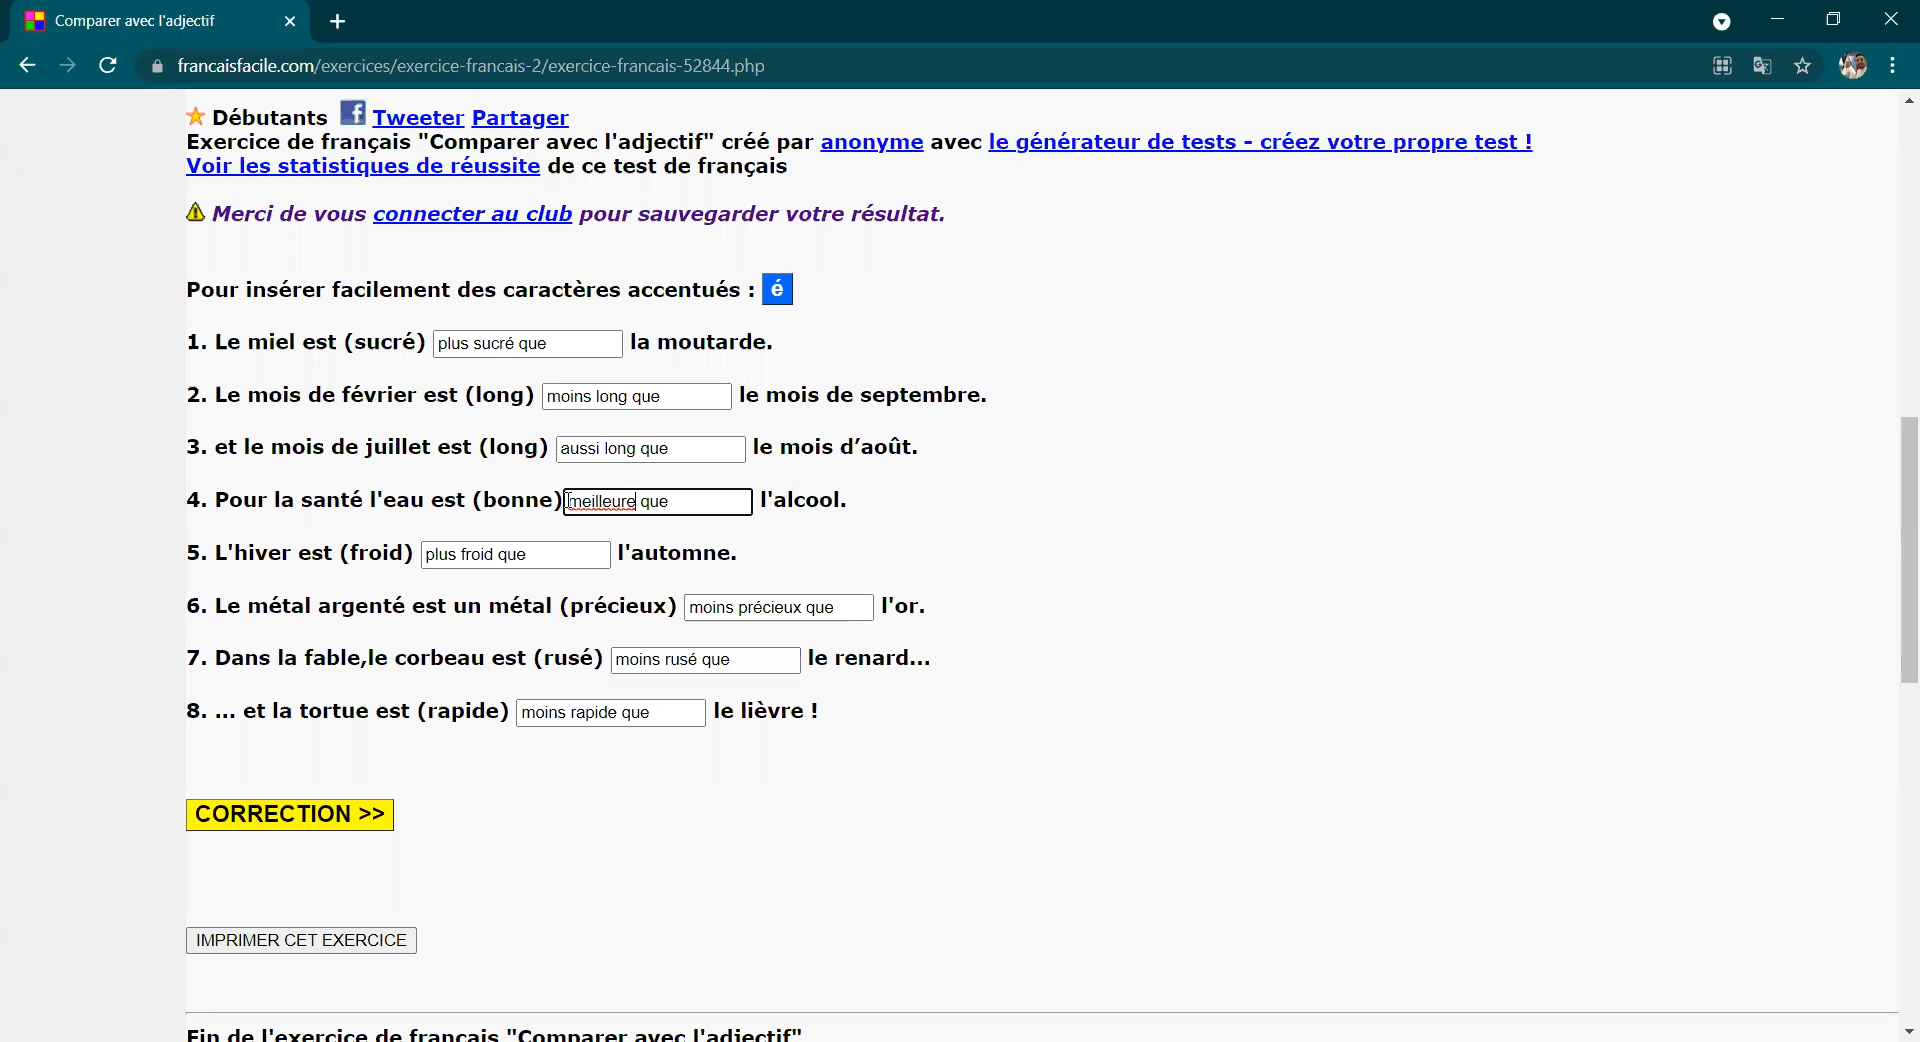 Comparer avec l'adjectif
francaisfacile.com/exercices/exercice-francais-2/exercice-francais-52844.php
Débutants Tweeter Partager
Exercice de français "Comparer avec l'adjectif" créé par anonyme avec le générateur de tests - créez votre propre test !
Voir les statistiques de réussite de ce test de français
Merci de vous connecter au club pour sauvegarder votre résultat.
Pour insérer facilement des caractères accentués : é
1. Le miel est (sucré) plus sucré que la moutarde.
2. Le mois de février est (long) moins long que le mois de septembre.
3. et le mois de juillet est (long) aussi long que le mois d’août.
4. Pour la santé l'eau est (bonne) meilleure que l'alcool.
5. L'hiver est (froid) plus froid que l'automne.
6. Le métal argenté est un métal (précieux) moins précieux que l'or.
7. Dans la fable,le corbeau est (rusé) moins rusé que le renard...
8. ... et la tortue est (rapide) moins rapide que le lièvre !
CORRECTION >>
IMPRIMER CET EXERCICE
Fin de l'exercice de français "Comparer avec l'adjectif"